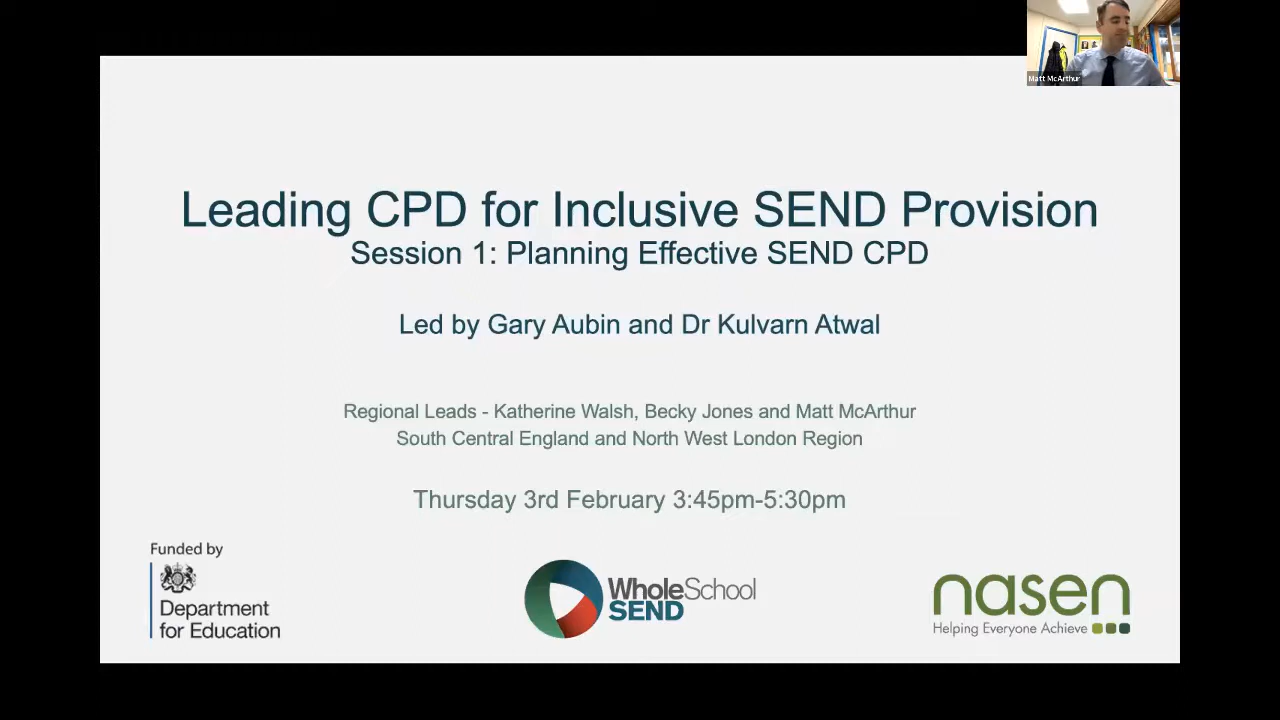 Matt McArthur
Leading CPD for Inclusive SEND Provision
Session 1: Planning Effective SEND CPD
Led by Gary Aubin and Dr Kulvarn Atwal
Regional Leads - Katherine Walsh, Becky Jones and Matt McArthur
South Central England and North West London Region
Thursday 3rd February 3:45pm-5:30pm
Funded by
Department
for Education
WholeSchool
SEND
nasen
Helping Everyone Achieve